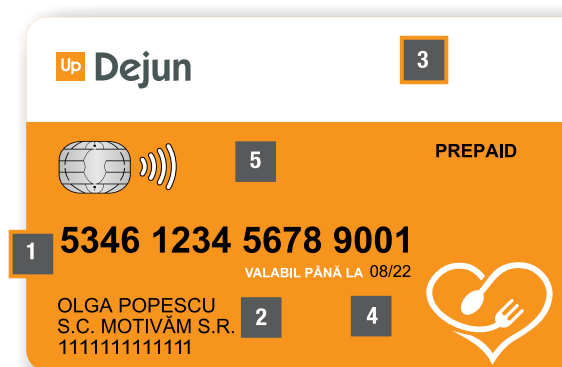 Up Dejun
3
PREPAID
5
1
5346 1234 5678 9001
VALABIL PÂNĂ LA 08/22
OLGA POPESCU
S.C. MOTIVĂM S.R.
2
4
1111111111111